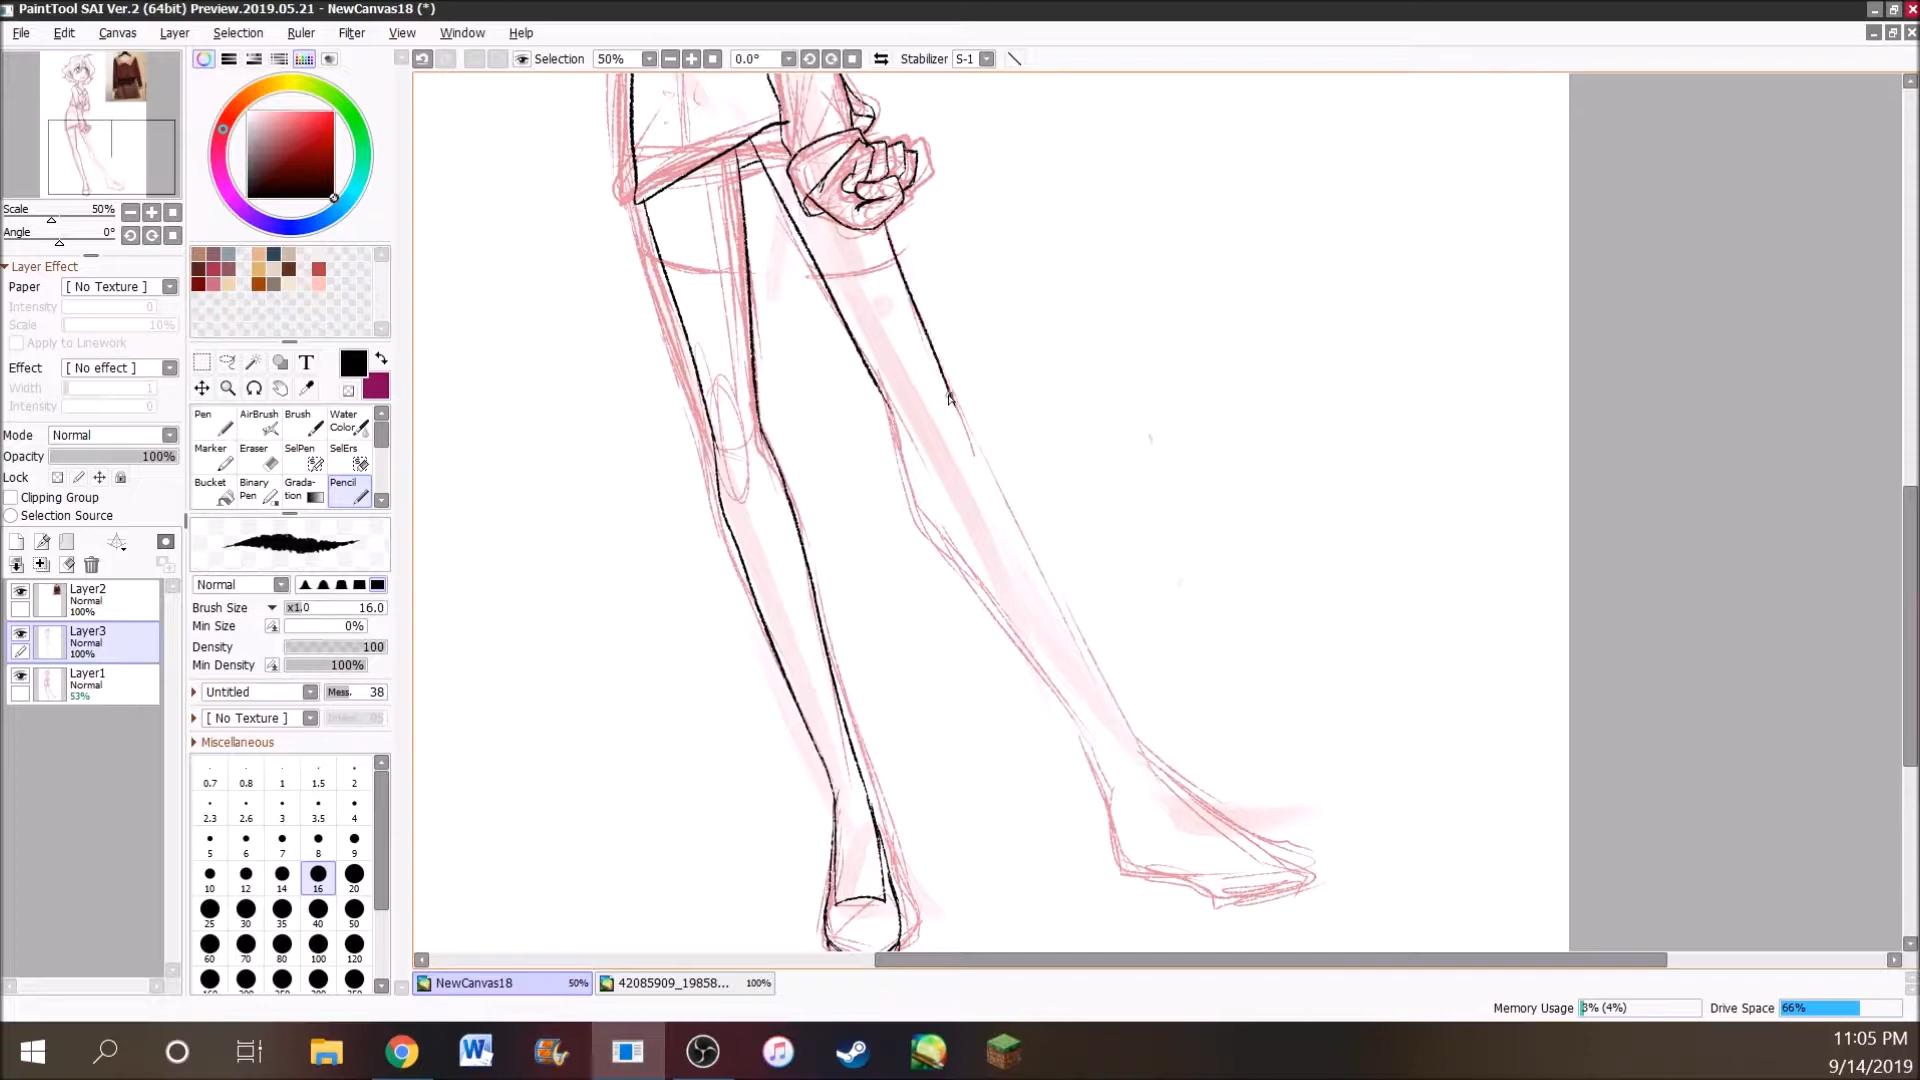 PaintTool SAI Ver.2 (64bit) Preview.2019.05.21 - NewCanvas18 (*)
File Edit Canvas Layer Selection Ruler Filter View Window Help
Selection 50% 0.0° Stabilizer S-1
Scale 50%
Angle 0°
Layer Effect
Paper [ No Texture ]
Intensity 0
Scale 10%
Apply to Linework
Effect [ No effect ]
Width 1
Intensity 0
Mode Normal
Opacity 100%
Lock
Clipping Group
Selection Source
Layer2
Normal
100%
Layer3
Normal
100%
Layer1
Normal
53%
T
Pen AirBrush Brush Water Color
Marker Eraser SelPen SelErs
Bucket Binary Pen Grada-tion Pencil
Normal
Brush Size x1.0 16.0
Min Size 0%
Density 100
Min Density 100%
Untitled Mess. 38
[ No Texture ]
Miscellaneous
0.7 0.8 1 1.5 2
2.3 2.6 3 3.5 4
5 6 7 8 9
10 12 14 16 20
25 30 35 40 50
60 70 80 100 120
NewCanvas18 50% 42085909_19858... 100%
Memory Usage 3% (4%) Drive Space 66%
11:05 PM
9/14/2019